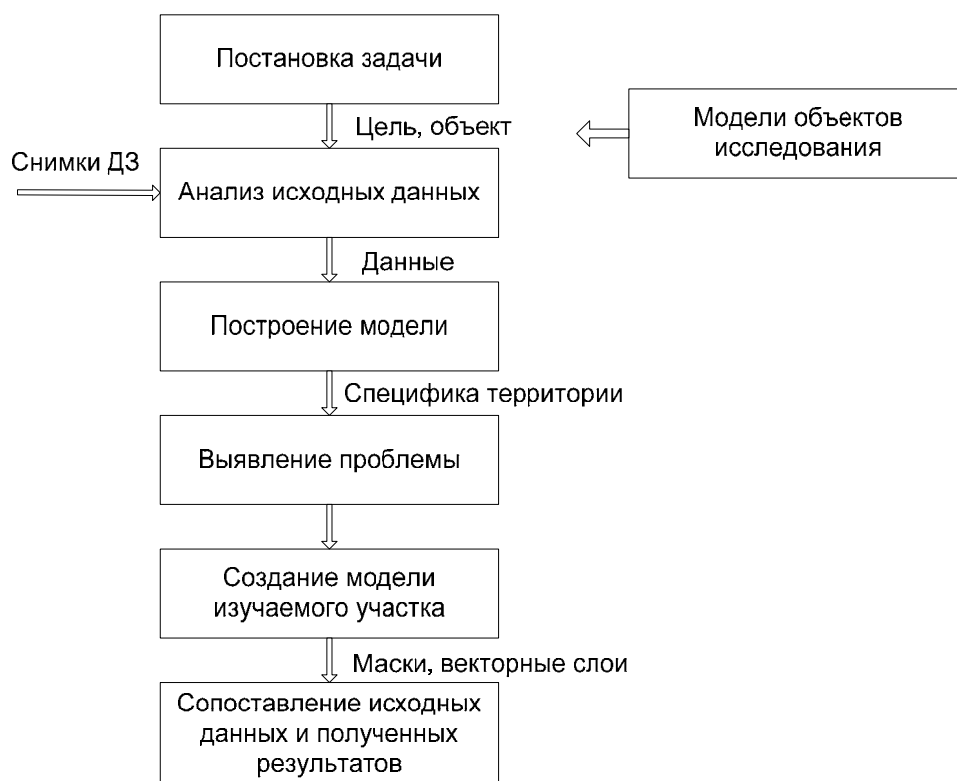 Постановка задачи
Цель, объект
Модели объектов
исследования
Снимки ДЗ
Анализ исходных данных
Данные
Построение модели
Специфика территории
Выявление проблемы
Создание модели
изучаемого участка
Маски, векторные слои
Сопоставление исходных
данных и полученных
результатов